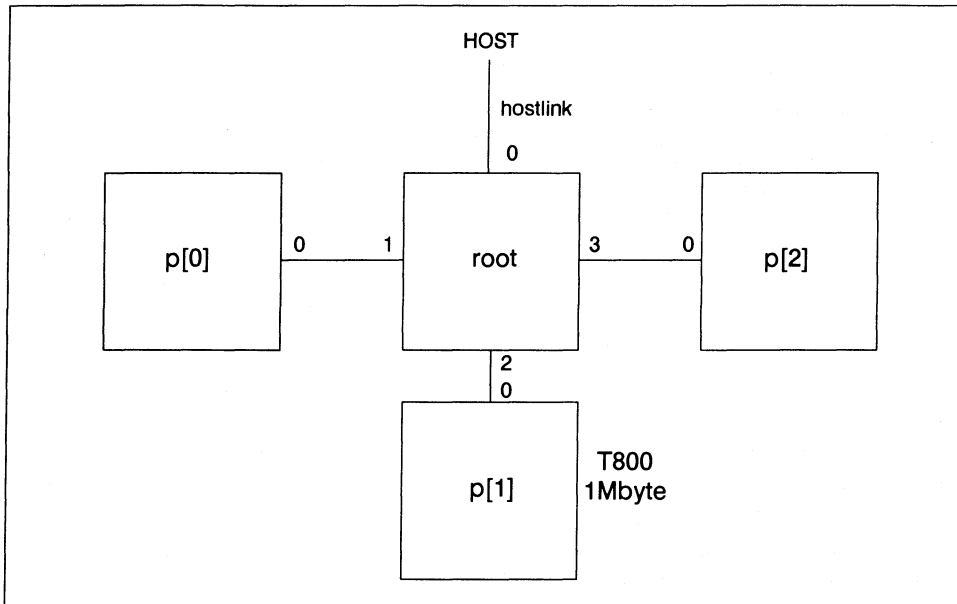 HOST
hostlink
0
p[0]
0
1
root
3
0
p[2]
2
0
p[1]
T800
1Mbyte